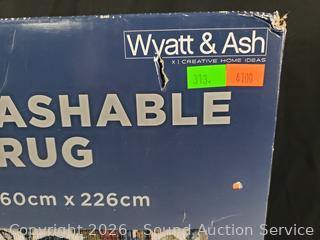 Wyatt & Ash
X | CREATIVE HOME IDEAS
313.
4100
ASHABLE
RUG
60cm x 226cm
Copyright 2026 - Sound Auction Service